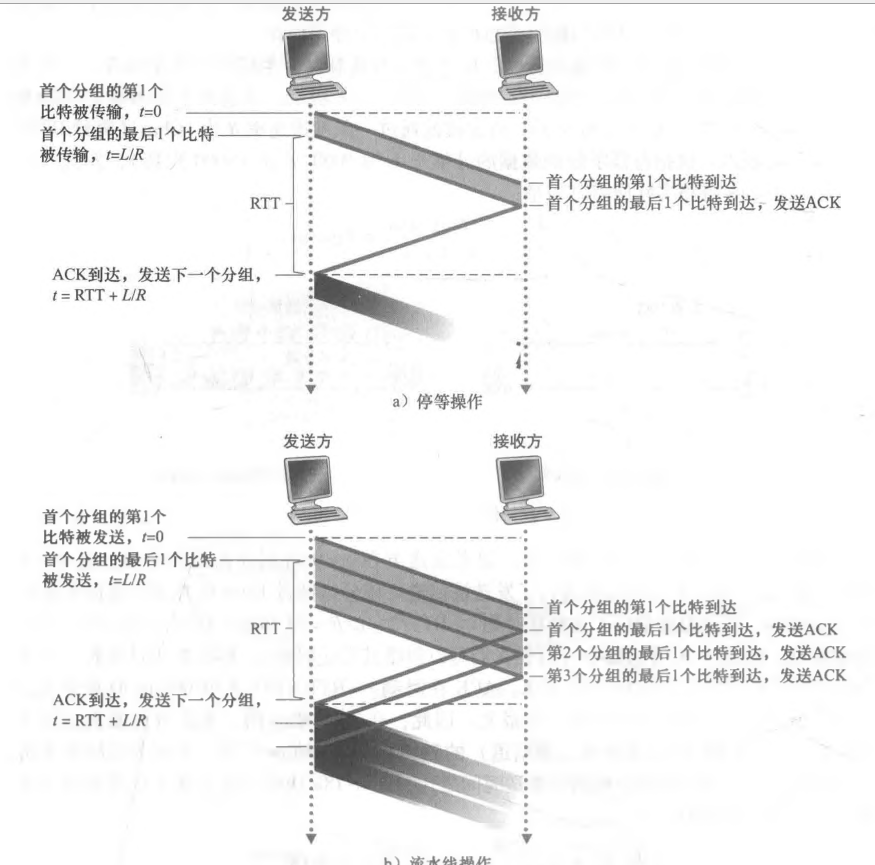 发送方 接收方
首个分组的第1个
比特被传输，t=0
首个分组的最后1个比特
被传输，t=L/R
首个分组的第1个比特到达
首个分组的最后1个比特到达，发送ACK
RTT
ACK到达，发送下一个分组，
t = RTT + L/R
a）停等操作
发送方 接收方
首个分组的第1个
比特被发送，t=0
首个分组的最后1个比特
被发送，t=L/R
首个分组的第1个比特到达
首个分组的最后1个比特到达，发送ACK
第2个分组的最后1个比特到达，发送ACK
第3个分组的最后1个比特到达，发送ACK
RTT
ACK到达，发送下一个分组，
t = RTT + L/R
b）流水线操作